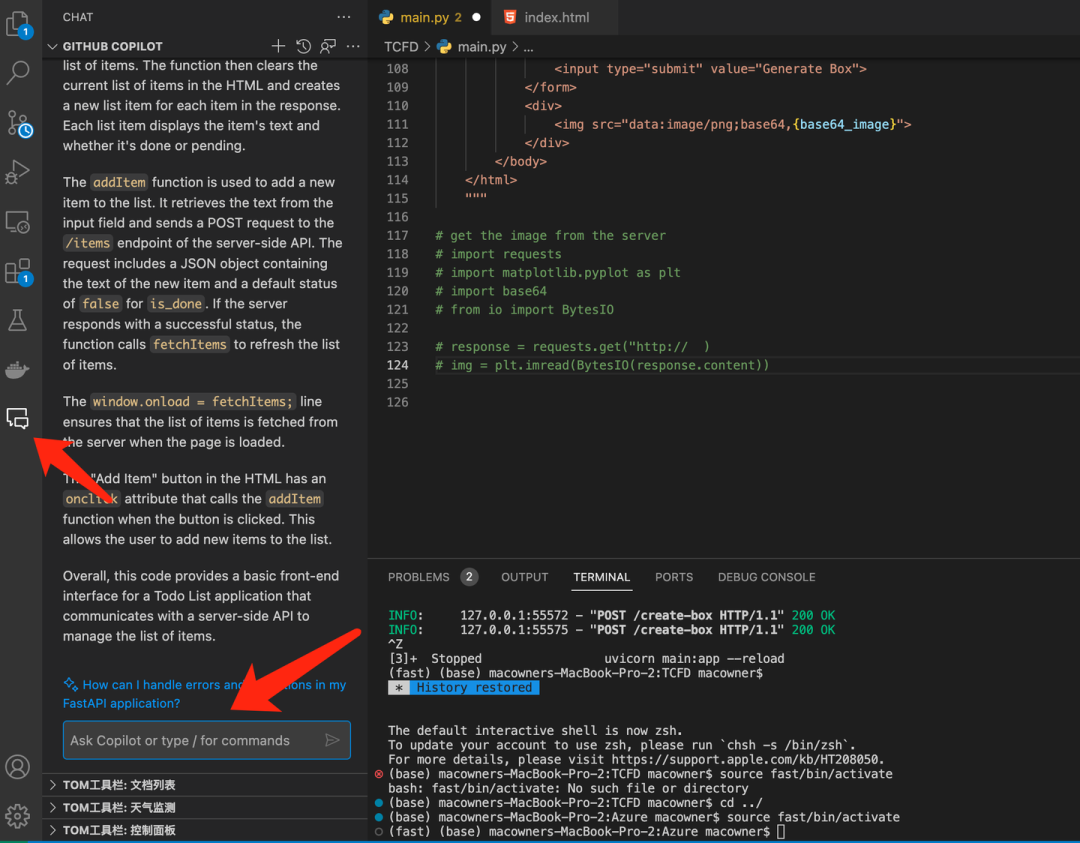 1
1
CHAT
GITHUB COPILOT
list of items. The function then clears the
current list of items in the HTML and creates
a new list item for each item in the response.
Each list item displays the item's text and
whether it's done or pending.
The addItem function is used to add a new
item to the list. It retrieves the text from the
input field and sends a POST request to the
/items endpoint of the server-side API. The
request includes a JSON object containing
the text of the new item and a default status
of false for is_done. If the server
responds with a successful status, the
function calls fetchItems to refresh the list
of items.
The window.onload = fetchItems; line
ensures that the list of items is fetched from
the server when the page is loaded.
"Add Item" button in the HTML has an
onclick attribute that calls the addItem
function when the button is clicked. This
allows the user to add new items to the list.
Overall, this code provides a basic front-end
interface for a Todo List application that
communicates with a server-side API to
manage the list of items.
How can I handle errors and in my
FastAPI application?
Ask Copilot or type / for commands
TOM工具栏: 文档列表
TOM工具栏: 天气监测
TOM工具栏: 控制面板
main.py 2
index.html
TCFD > main.py > ...
108 <input type="submit" value="Generate Box">
109 </form>
110 <div>
111 <img src="data:image/png;base64,{base64_image}">
112 </div>
113 </body>
114 </html>
115 """
116
117 # get the image from the server
118 # import requests
119 # import matplotlib.pyplot as plt
120 # import base64
121 # from io import BytesIO
122
123 # response = requests.get("http://  )
124 # img = plt.imread(BytesIO(response.content))
125
126
PROBLEMS 2 OUTPUT TERMINAL PORTS DEBUG CONSOLE
INFO: 127.0.0.1:55572 - "POST /create-box HTTP/1.1" 200 OK
INFO: 127.0.0.1:55575 - "POST /create-box HTTP/1.1" 200 OK
^Z
[3]+ Stopped uvicorn main:app --reload
(fast) (base) macowners-MacBook-Pro-2:TCFD macowner$
* History restored
The default interactive shell is now zsh.
To update your account to use zsh, please run `chsh -s /bin/zsh`.
For more details, please visit https://support.apple.com/kb/HT208050.
(base) macowners-MacBook-Pro-2:TCFD macowner$ source fast/bin/activate
bash: fast/bin/activate: No such file or directory
(base) macowners-MacBook-Pro-2:TCFD macowner$ cd ../
(base) macowners-MacBook-Pro-2:Azure macowner$ source fast/bin/activate
(fast) (base) macowners-MacBook-Pro-2:Azure macowner$